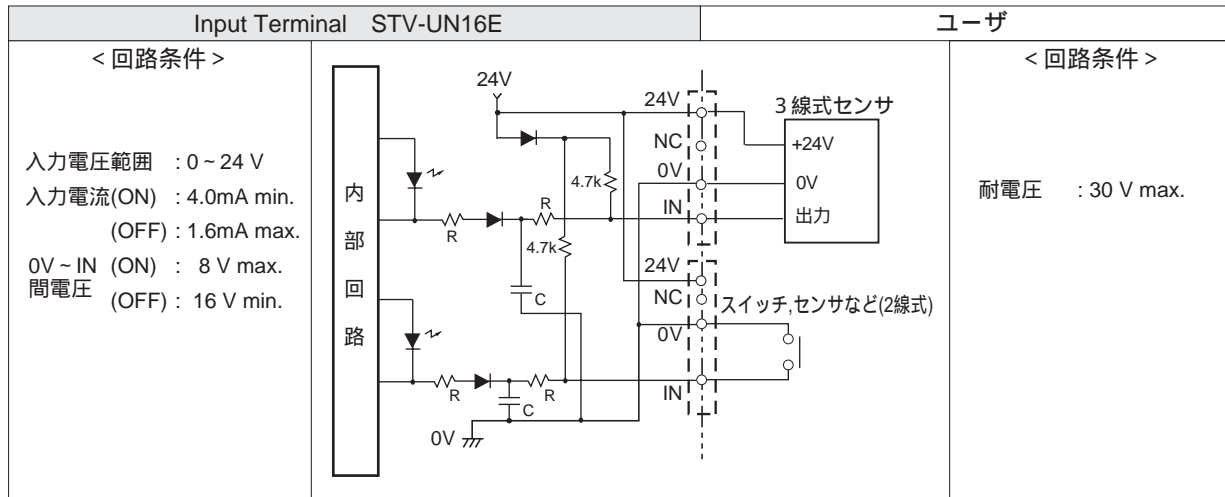 Input Terminal STV-UN16E
ユーザ
<回路条件>
入力電圧範囲 : 0~24 V
入力電流(ON) : 4.0mA min.
(OFF) : 1.6mA max.
0V~IN (ON) : 8 V max.
間電圧
(OFF) : 16 V min.
内部回路
24V
24V
NC
0V
IN
4.7k
R
R
4.7k
C
24V
NC
0V
IN
R
R
C
0V
3線式センサ
+24V
0V
出力
スイッチ,センサなど(2線式)
<回路条件>
耐電圧 : 30 V max.